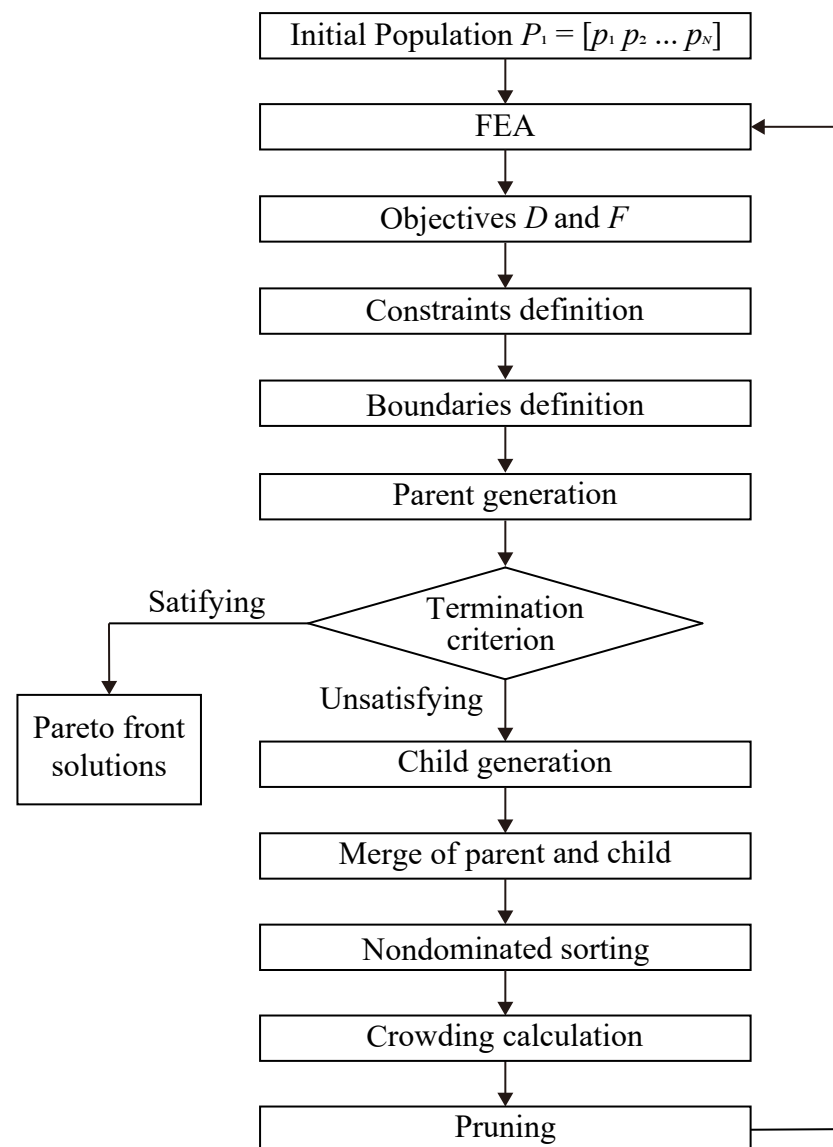 Initial Population P₁ = [p₁ p₂ ... p_N]
FEA
Objectives D and F
Constraints definition
Boundaries definition
Parent generation
Satifying
Termination
criterion
Unsatisfying
Pareto front
solutions
Child generation
Merge of parent and child
Nondominated sorting
Crowding calculation
Pruning